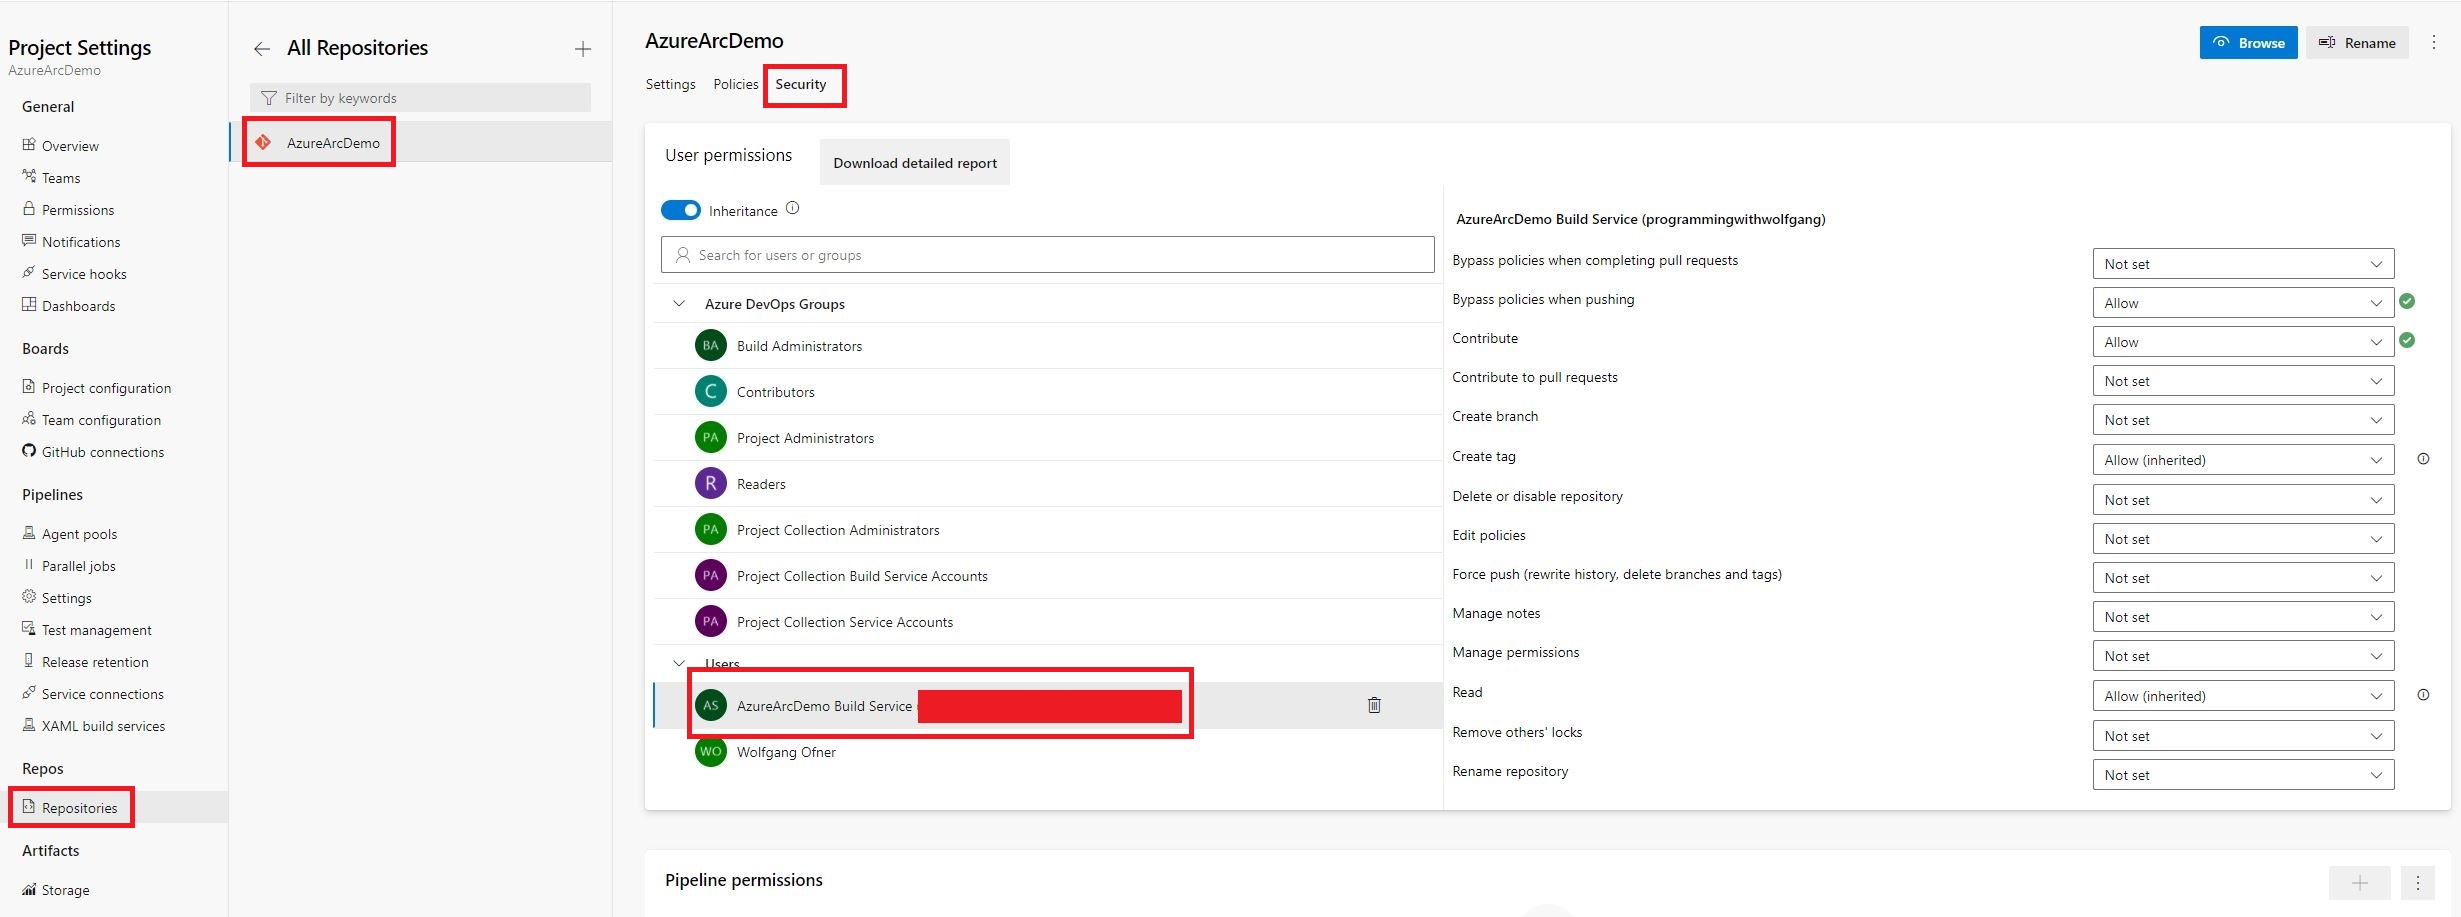 Project Settings
AzureArcDemo
General
Overview
Teams
Permissions
Notifications
Service hooks
Dashboards
Boards
Project configuration
Team configuration
GitHub connections
Pipelines
Agent pools
Parallel jobs
Settings
Test management
Release retention
Service connections
XAML build services
Repos
Repositories
Artifacts
Storage
All Repositories
Filter by keywords
AzureArcDemo
AzureArcDemo
Browse
Rename
Settings Policies Security
User permissions
Download detailed report
Inheritance
Search for users or groups
Azure DevOps Groups
BA Build Administrators
C Contributors
PA Project Administrators
R Readers
PA Project Collection Administrators
PA Project Collection Build Service Accounts
PA Project Collection Service Accounts
Users
AS AzureArcDemo Build Service (
WO Wolfgang Ofner
AzureArcDemo Build Service (programmingwithwolfgang)
Bypass policies when completing pull requests Not set
Bypass policies when pushing Allow
Contribute Allow
Contribute to pull requests Not set
Create branch Not set
Create tag Allow (inherited)
Delete or disable repository Not set
Edit policies Not set
Force push (rewrite history, delete branches and tags) Not set
Manage notes Not set
Manage permissions Not set
Read Allow (inherited)
Remove others' locks Not set
Rename repository Not set
Pipeline permissions